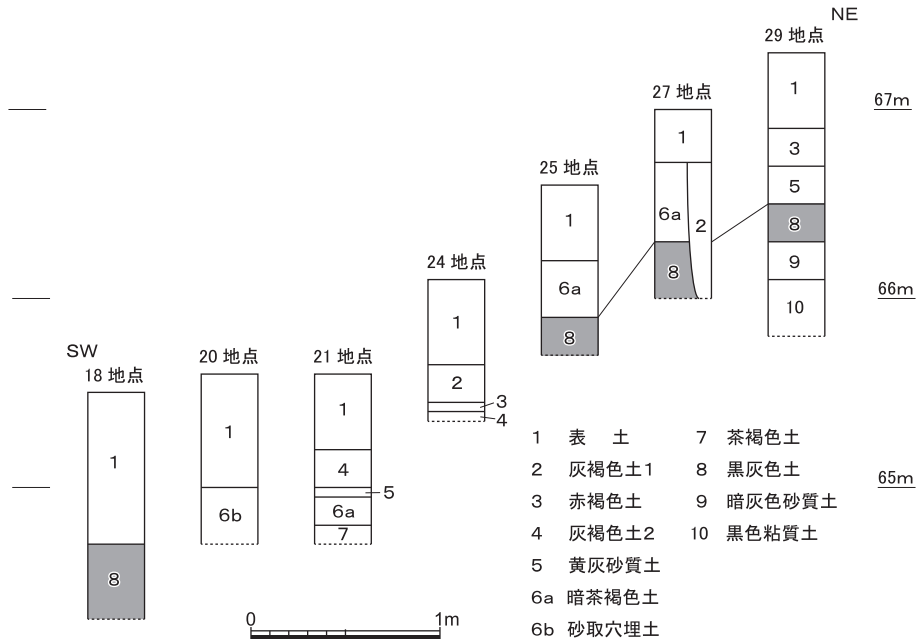 NE
29 地点
1
3
5
8
9
10
67m
66m
65m
27 地点
1
6a
2
8
25 地点
1
6a
8
24 地点
1
2
3
4
21 地点
1
4
5
6a
7
20 地点
1
6b
SW
18 地点
1
8
1 表 土
2 灰褐色土1
3 赤褐色土
4 灰褐色土2
5 黄灰砂質土
6a 暗茶褐色土
6b 砂取穴埋土
7 茶褐色土
8 黒灰色土
9 暗灰色砂質土
10 黒色粘質土
0 1m